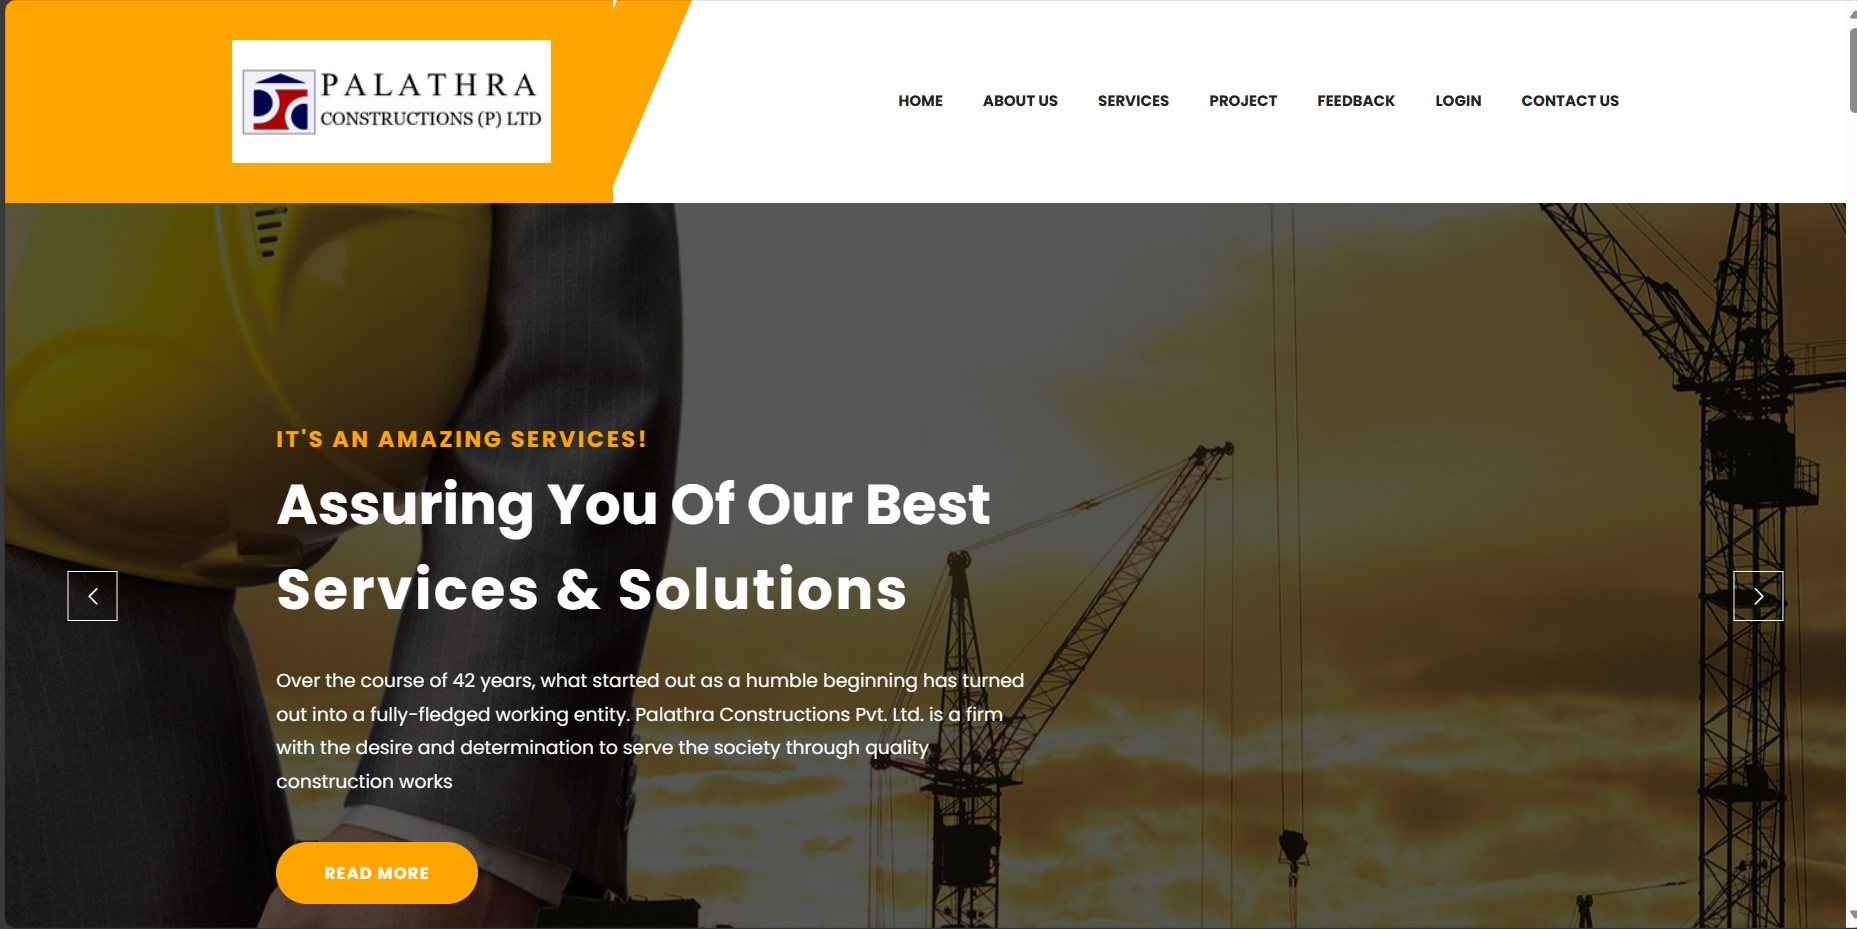 PALATHRA
CONSTRUCTIONS (P) LTD
HOME ABOUT US SERVICES PROJECT FEEDBACK LOGIN CONTACT US
IT'S AN AMAZING SERVICES!
Assuring You Of Our Best
Services & Solutions
Over the course of 42 years, what started out as a humble beginning has turned
out into a fully-fledged working entity. Palathra Constructions Pvt. Ltd. is a firm
with the desire and determination to serve the society through quality
construction works
READ MORE